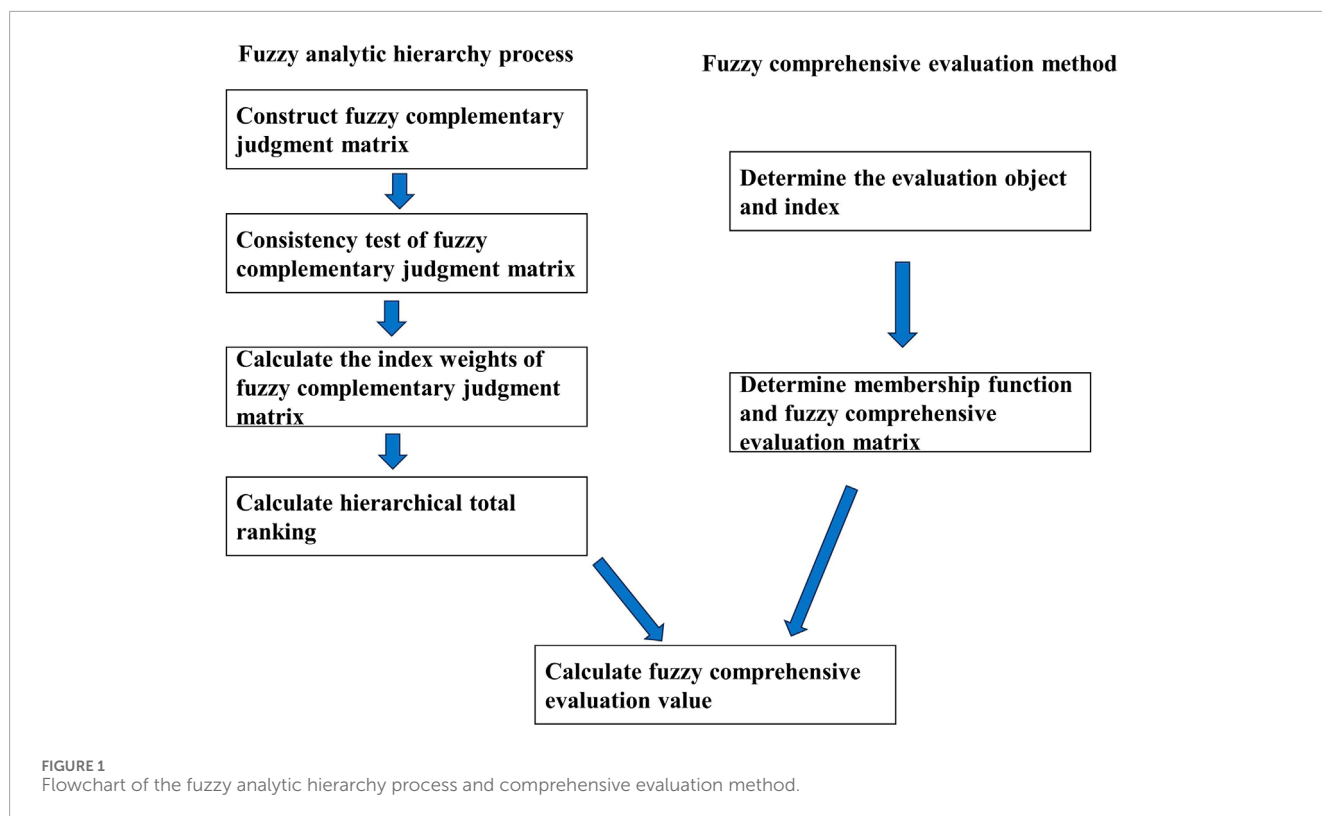 Fuzzy analytic hierarchy process
Construct fuzzy complementary
judgment matrix
Consistency test of fuzzy
complementary judgment matrix
Calculate the index weights of
fuzzy complementary judgment
matrix
Calculate hierarchical total
ranking
Fuzzy comprehensive evaluation method
Determine the evaluation object
and index
Determine membership function
and fuzzy comprehensive
evaluation matrix
Calculate fuzzy comprehensive
evaluation value
FIGURE 1
Flowchart of the fuzzy analytic hierarchy process and comprehensive evaluation method.